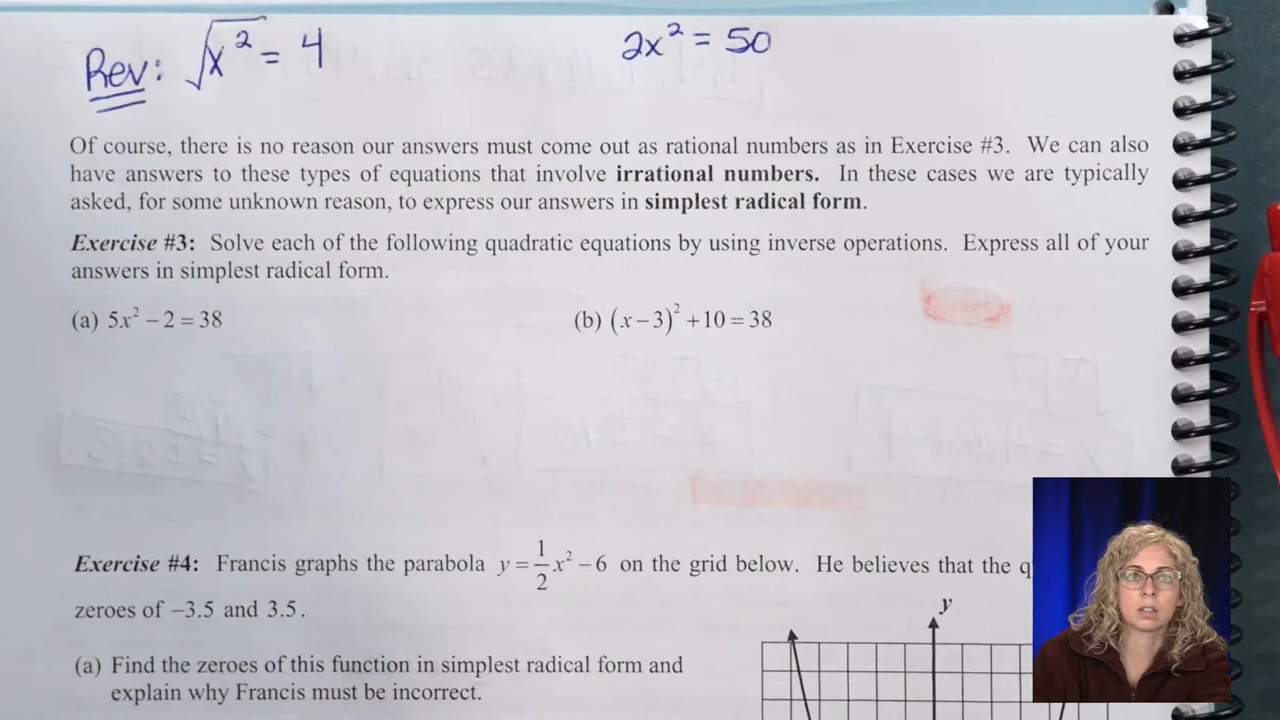 Rev: √x² = 4
2x² = 50
Of course, there is no reason our answers must come out as rational numbers as in Exercise #3. We can also
have answers to these types of equations that involve irrational numbers. In these cases we are typically
asked, for some unknown reason, to express our answers in simplest radical form.
Exercise #3: Solve each of the following quadratic equations by using inverse operations. Express all of your
answers in simplest radical form.
(a) 5x² − 2 = 38
(b) (x − 3)² + 10 = 38
Exercise #4: Francis graphs the parabola y = 1/2 x² − 6 on the grid below. He believes that the q
zeroes of −3.5 and 3.5.
y
(a) Find the zeroes of this function in simplest radical form and
explain why Francis must be incorrect.